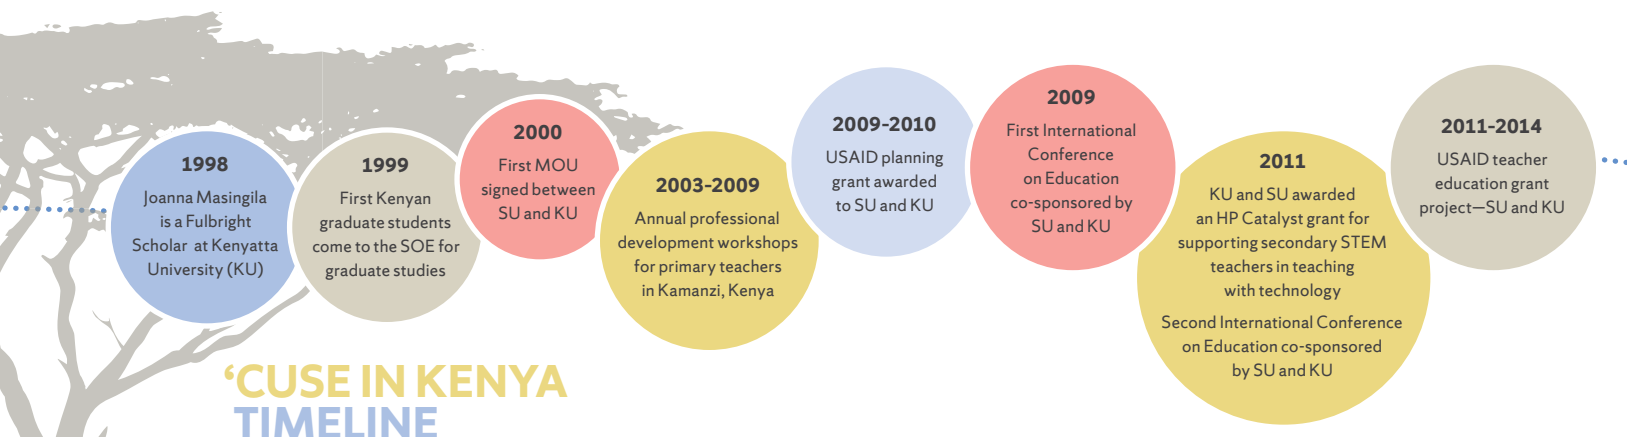 1998
Joanna Masingila
is a Fulbright
Scholar at Kenyatta
University (KU)
1999
First Kenyan
graduate students
come to the SOE for
graduate studies
2000
First MOU
signed between
SU and KU
2003-2009
Annual professional
development workshops
for primary teachers
in Kamanzi, Kenya
2009-2010
USAID planning
grant awarded
to SU and KU
2009
First International
Conference
on Education
co-sponsored by
SU and KU
2011
KU and SU awarded
an HP Catalyst grant for
supporting secondary STEM
teachers in teaching
with technology
Second International Conference
on Education co-sponsored
by SU and KU
2011-2014
USAID teacher
education grant
project—SU and KU
‘CUSE IN KENYA
TIMELINE